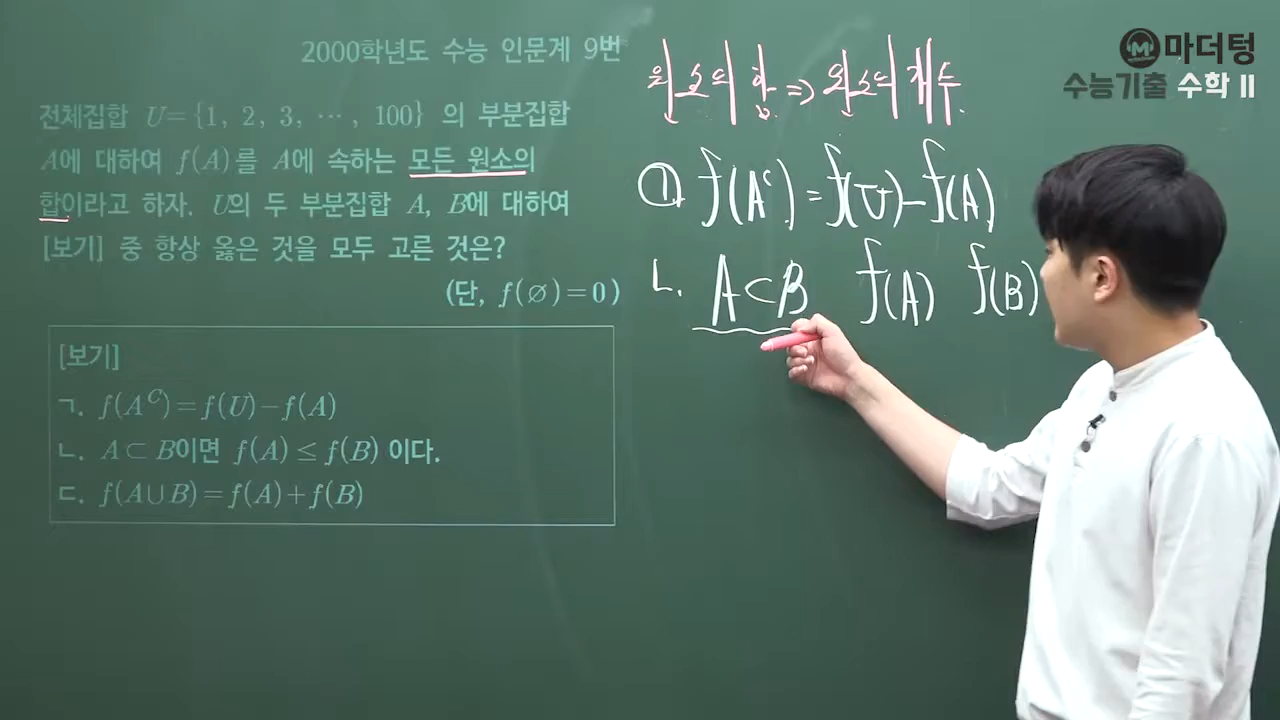 2000학년도 수능 인문계 9번
전체집합 U={1, 2, 3, ⋯, 100} 의 부분집합
A에 대하여 f(A)를 A에 속하는 모든 원소의
합이라고 하자. U의 두 부분집합 A, B에 대하여
[보기] 중 항상 옳은 것을 모두 고른 것은?
(단, f(∅)=0)
[보기]
ㄱ. f(A^C)=f(U)-f(A)
ㄴ. A⊂B이면 f(A)≤f(B) 이다.
ㄷ. f(A∪B)=f(A)+f(B)
원소의 합 ⇒ 원소의 개수.
ㄱ. f(A^c)=f(U)-f(A)
ㄴ. A⊂B f(A) f(B)
마더텅
수능기출 수학 II